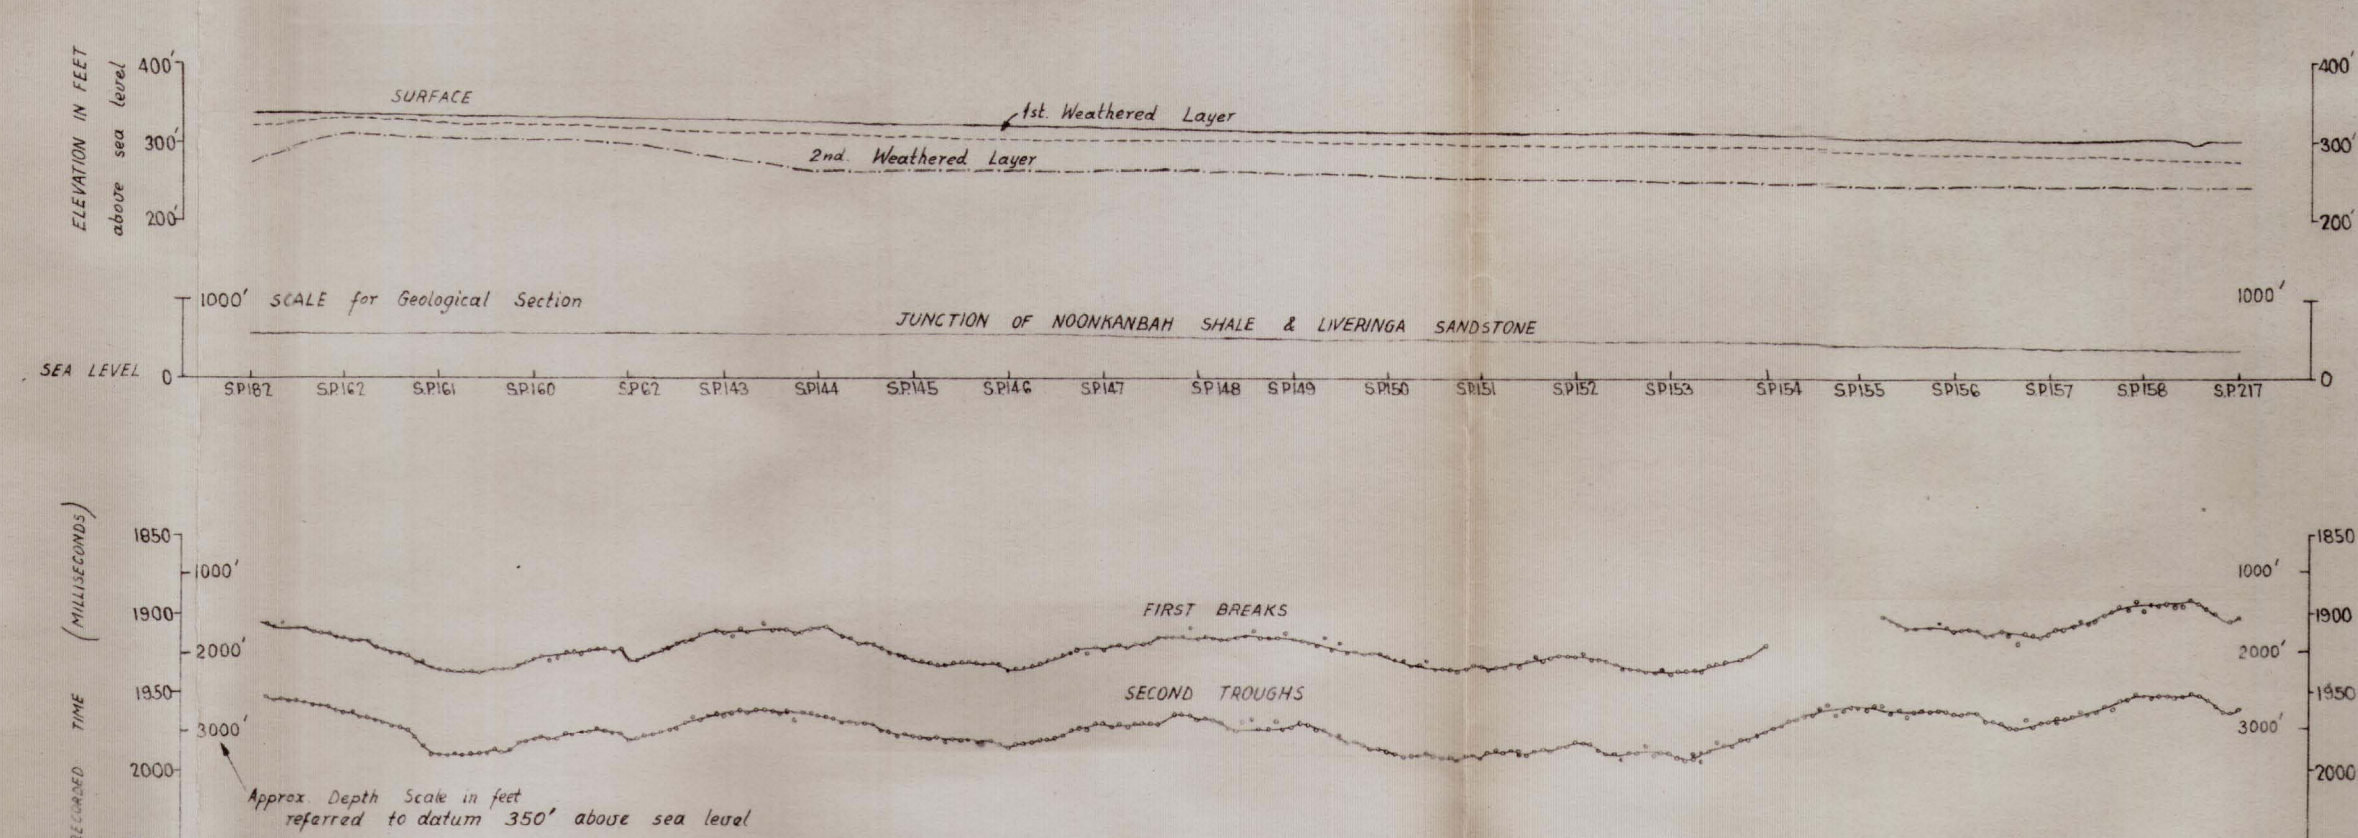 ELEVATION IN FEET
above sea level
400'
300'
200'
SURFACE
1st. Weathered Layer
2nd. Weathered Layer
400'
300'
200'
1000' SCALE for Geological Section
1000'
JUNCTION OF NOONKANBAH SHALE & LIVERINGA SANDSTONE
SEA LEVEL 0
0
S.P.182 S.P.162 S.P.161 S.P.160 S.P.62 S.P.143 S.P.144 S.P.145 S.P.146 S.P.147 S.P.148 S.P.149 S.P.150 S.P.151 S.P.152 S.P.153 S.P.154 S.P.155 S.P.156 S.P.157 S.P.158 S.P.217
RECORDED TIME (MILLISECONDS)
1850
1000'
1900
2000'
1950
3000'
2000
FIRST BREAKS
SECOND TROUGHS
1850
1000'
1900
2000'
1950
3000'
2000
Approx. Depth Scale in feet
referred to datum 350' above sea level